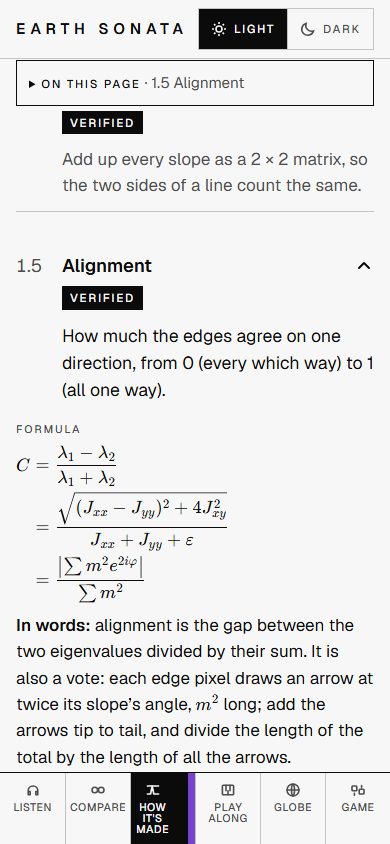 EARTH SONATA
LIGHT
DARK
▸ ON THIS PAGE · 1.5 Alignment
VERIFIED
Add up every slope as a 2 × 2 matrix, so
the two sides of a line count the same.
1.5 Alignment
VERIFIED
How much the edges agree on one
direction, from 0 (every which way) to 1
(all one way).
FORMULA
C = (λ₁ − λ₂) / (λ₁ + λ₂)
= √((Jₓₓ − Jyy)² + 4J²xy) / (Jₓₓ + Jyy + ε)
= |∑ m²e^{2iφ}| / ∑ m²
In words: alignment is the gap between the
two eigenvalues divided by their sum. It is
also a vote: each edge pixel draws an arrow at
twice its slope’s angle, m² long; add the
arrows tip to tail, and divide the length of the
total by the length of all the arrows.
LISTEN
COMPARE
HOW
IT'S
MADE
PLAY
ALONG
GLOBE
GAME